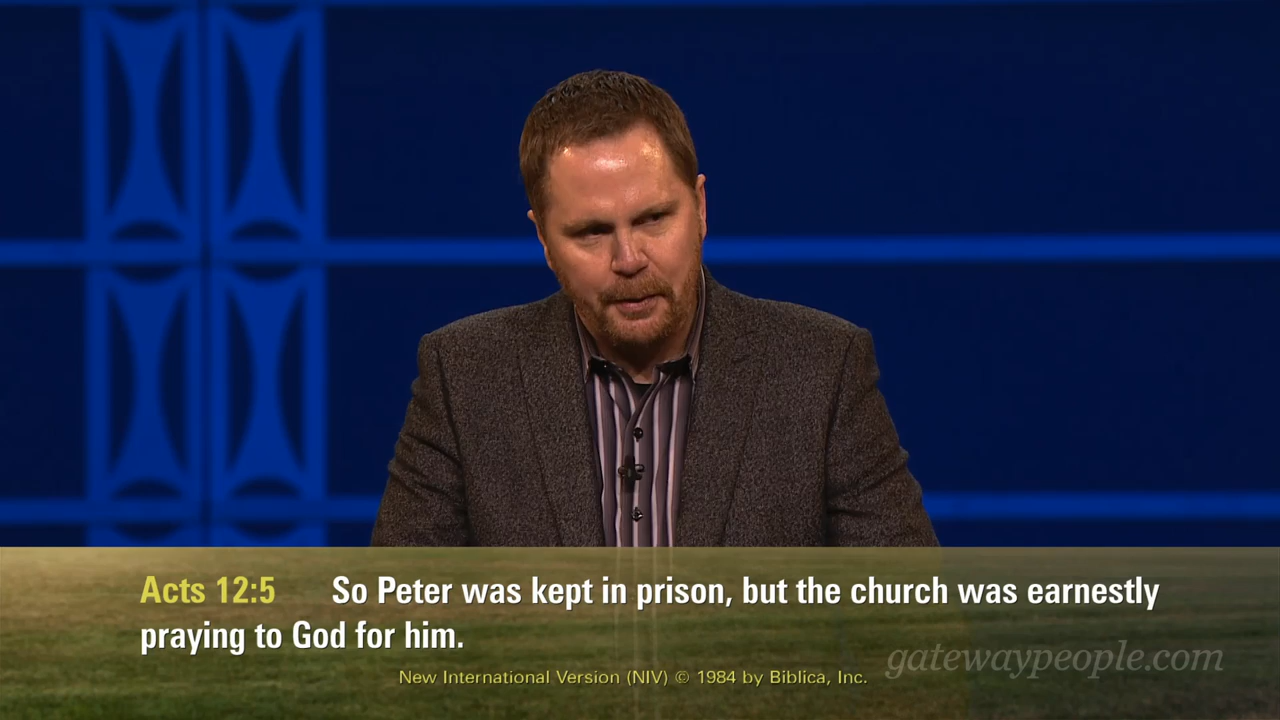 Acts 12:5 So Peter was kept in prison, but the church was earnestly
praying to God for him.
gatewaypeople.com
New International Version (NIV) © 1984 by Biblica, Inc.